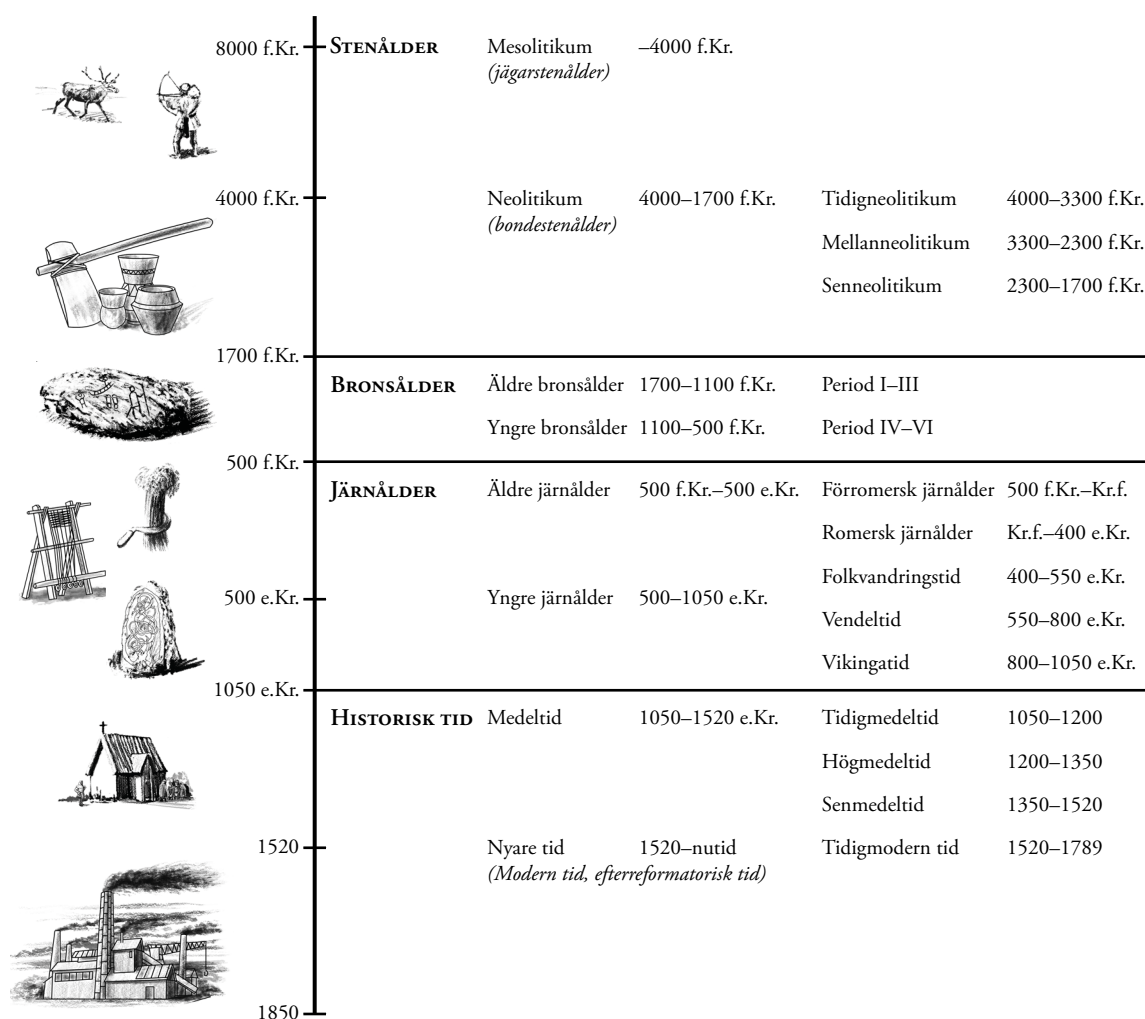 8000 f.Kr. STENÅLDER Mesolitikum –4000 f.Kr.
(jägarstenålder)
4000 f.Kr. Neolitikum 4000–1700 f.Kr. Tidigneolitikum 4000–3300 f.Kr.
(bondestenålder)
Mellanneolitikum 3300–2300 f.Kr.
Senneolitikum 2300–1700 f.Kr.
1700 f.Kr.
BRONSÅLDER Äldre bronsålder 1700–1100 f.Kr. Period I–III
Yngre bronsålder 1100–500 f.Kr. Period IV–VI
500 f.Kr.
JÄRNÅLDER Äldre järnålder 500 f.Kr.–500 e.Kr. Förromersk järnålder 500 f.Kr.–Kr.f.
Romersk järnålder Kr.f.–400 e.Kr.
Folkvandringstid 400–550 e.Kr.
500 e.Kr. Yngre järnålder 500–1050 e.Kr.
Vendeltid 550–800 e.Kr.
Vikingatid 800–1050 e.Kr.
1050 e.Kr.
HISTORISK TID Medeltid 1050–1520 e.Kr. Tidigmedeltid 1050–1200
Högmedeltid 1200–1350
Senmedeltid 1350–1520
1520 Nyare tid 1520–nutid Tidigmodern tid 1520–1789
(Modern tid, efterreformatorisk tid)
1850